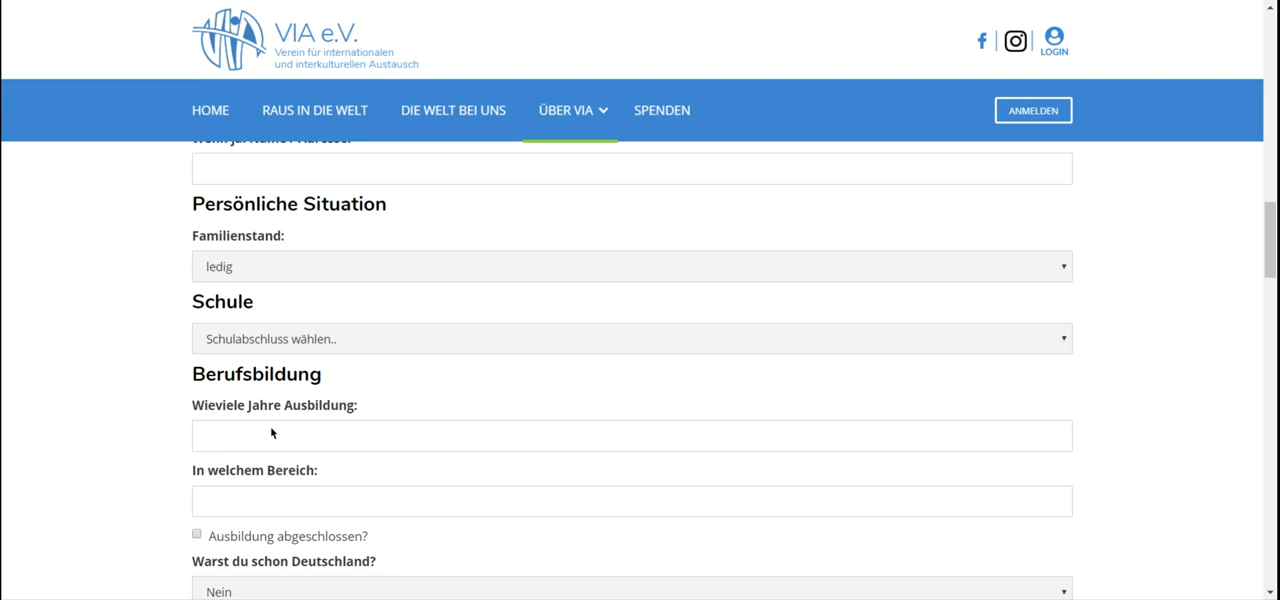 VIA e.V.
Verein für internationalen
und interkulturellen Austausch
LOGIN
HOME RAUS IN DIE WELT DIE WELT BEI UNS ÜBER VIA SPENDEN ANMELDEN
Persönliche Situation
Familienstand:
ledig
Schule
Schulabschluss wählen..
Berufsbildung
Wieviele Jahre Ausbildung:
In welchem Bereich:
Ausbildung abgeschlossen?
Warst du schon Deutschland?
Nein